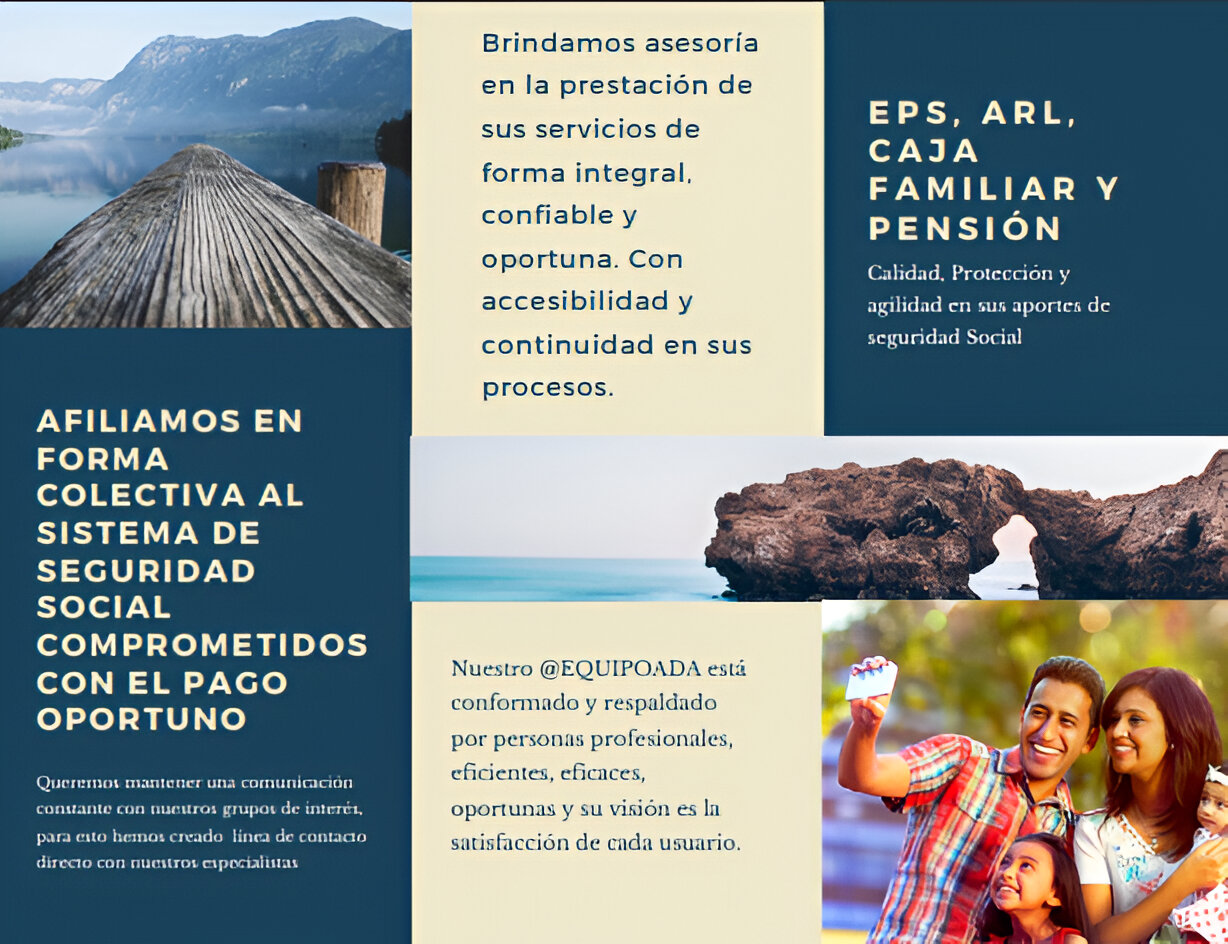 AFILIAMOS EN
FORMA
COLECTIVA AL
SISTEMA DE
SEGURIDAD
SOCIAL
COMPROMETIDOS
CON EL PAGO
OPORTUNO
Queremos mantener una comunicación
constante con nuestros grupos de interés,
para esto hemos creado línea de contacto
directo con nuestros especialistas
Brindamos asesoría
en la prestación de
sus servicios de
forma integral,
confiable y
oportuna. Con
accesibilidad y
continuidad en sus
procesos.
Nuestro @EQUIPOADA está
conformado y respaldado
por personas profesionales,
eficientes, eficaces,
oportunas y su visión es la
satisfacción de cada usuario.
EPS, ARL,
CAJA
FAMILIAR Y
PENSIÓN
Calidad, Protección y
agilidad en sus aportes de
seguridad Social